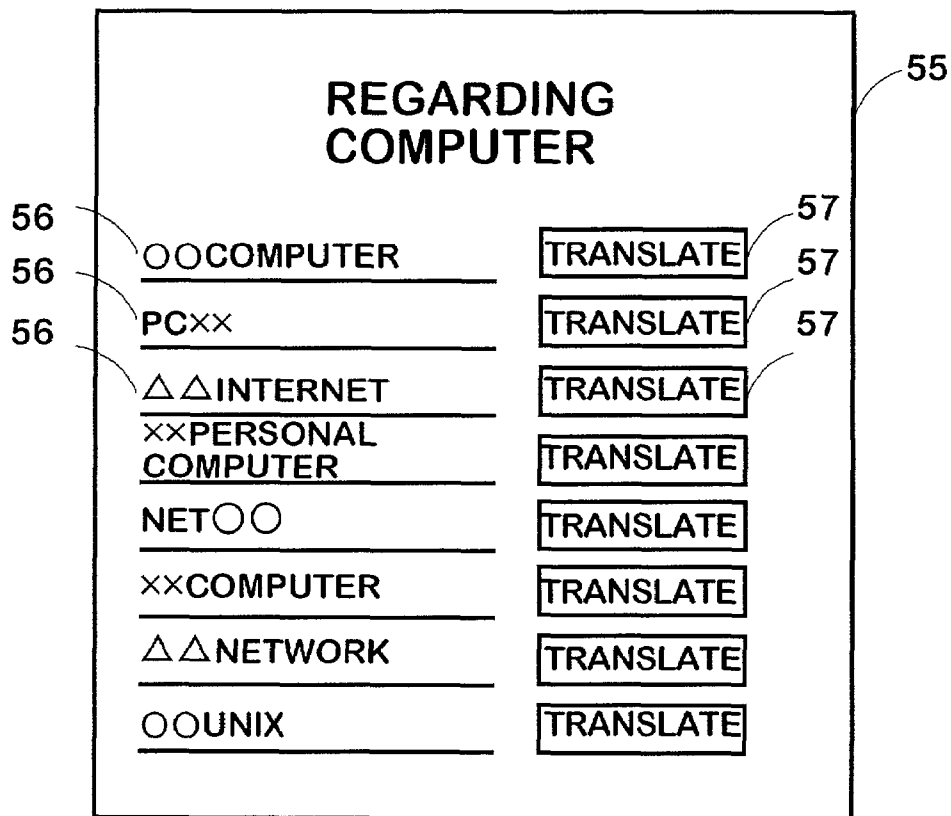 55
REGARDING
COMPUTER
56 ○○COMPUTER TRANSLATE 57
56 PC×× TRANSLATE 57
56 △△INTERNET TRANSLATE 57
××PERSONAL
COMPUTER TRANSLATE
NET○○ TRANSLATE
××COMPUTER TRANSLATE
△△NETWORK TRANSLATE
○○UNIX TRANSLATE